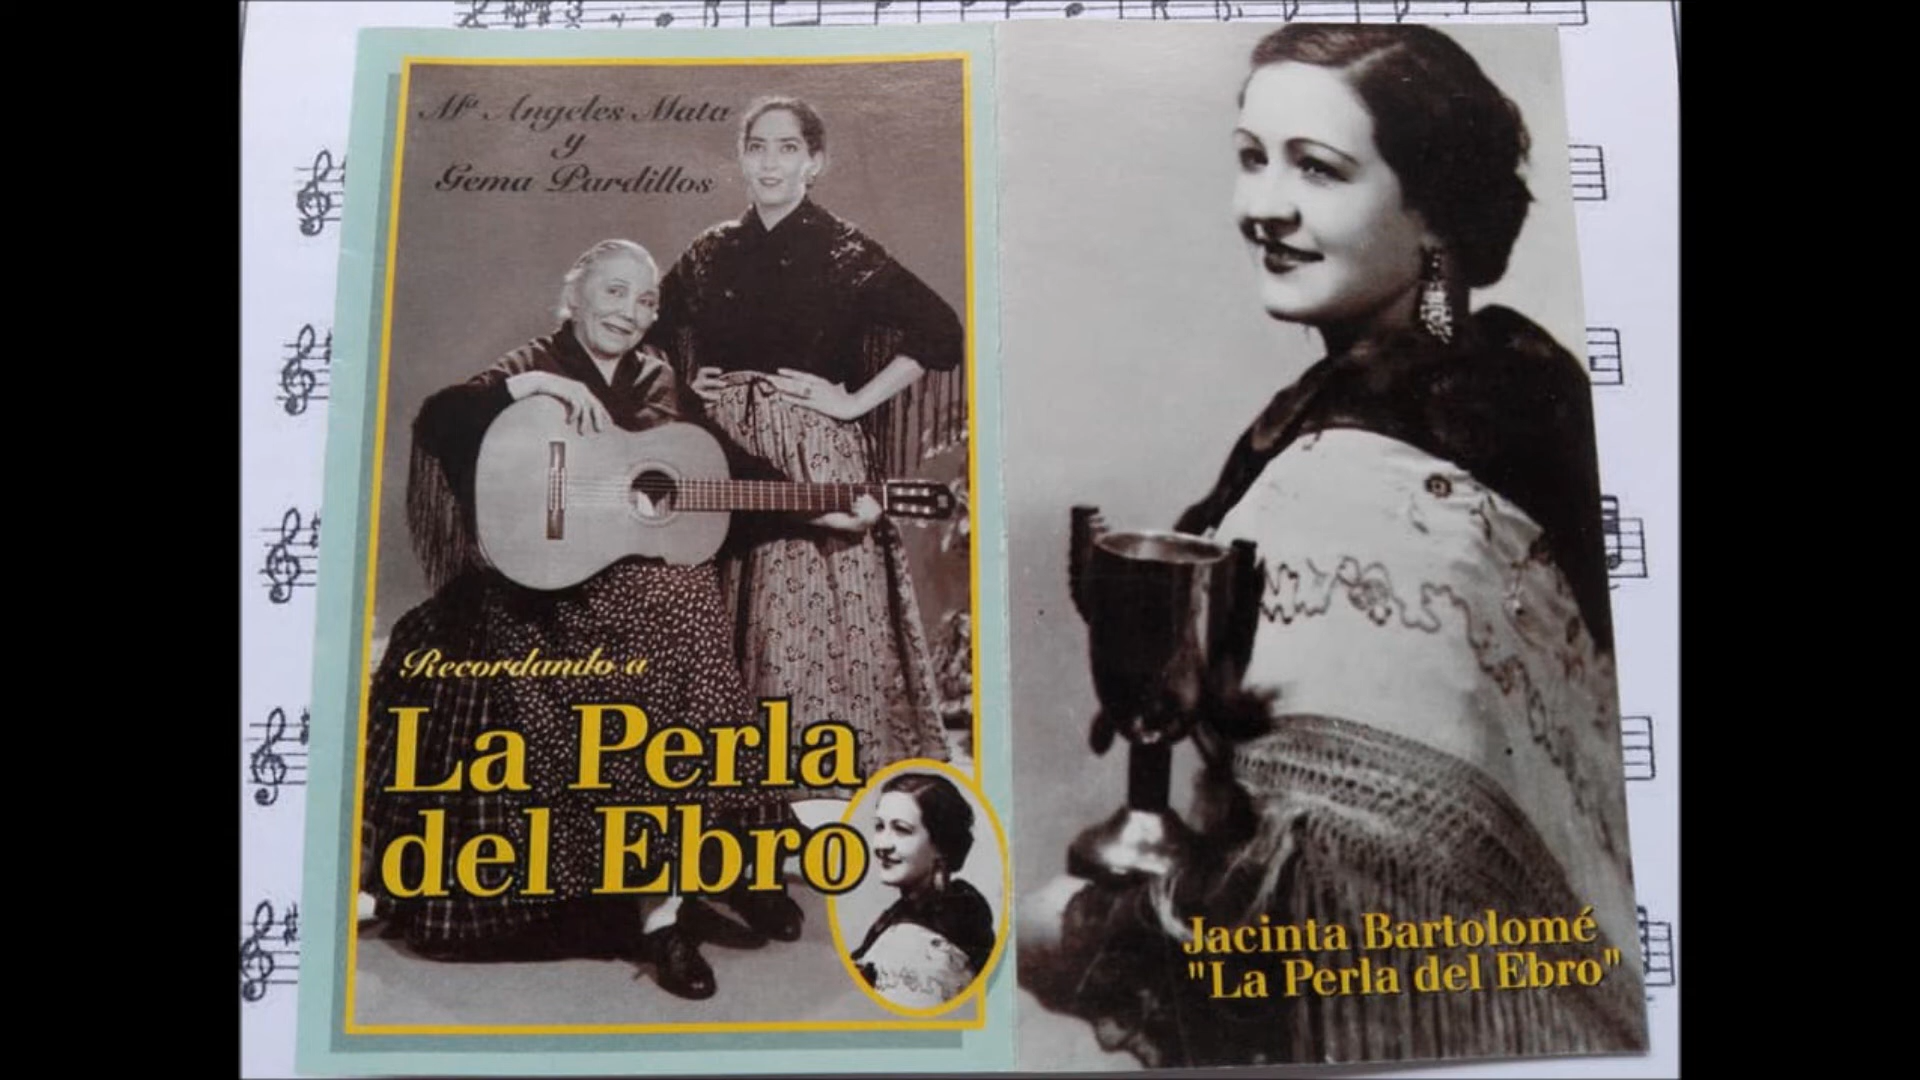 Mª Angeles Mata
y
Gema Pardillos
Recordando a
La Perla
del Ebro
Jacinta Bartolomé
"La Perla del Ebro"